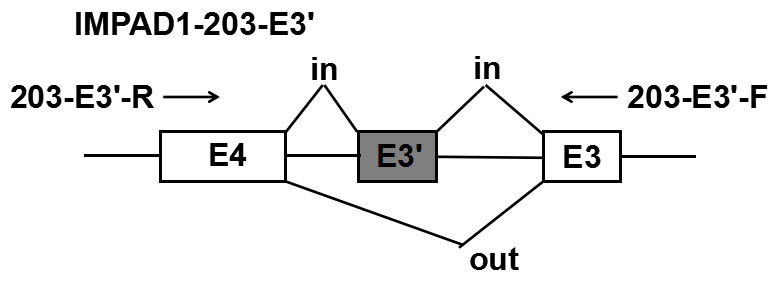 IMPAD1-203-E3'
in in
203-E3'-R 203-E3'-F
E4 E3' E3
out